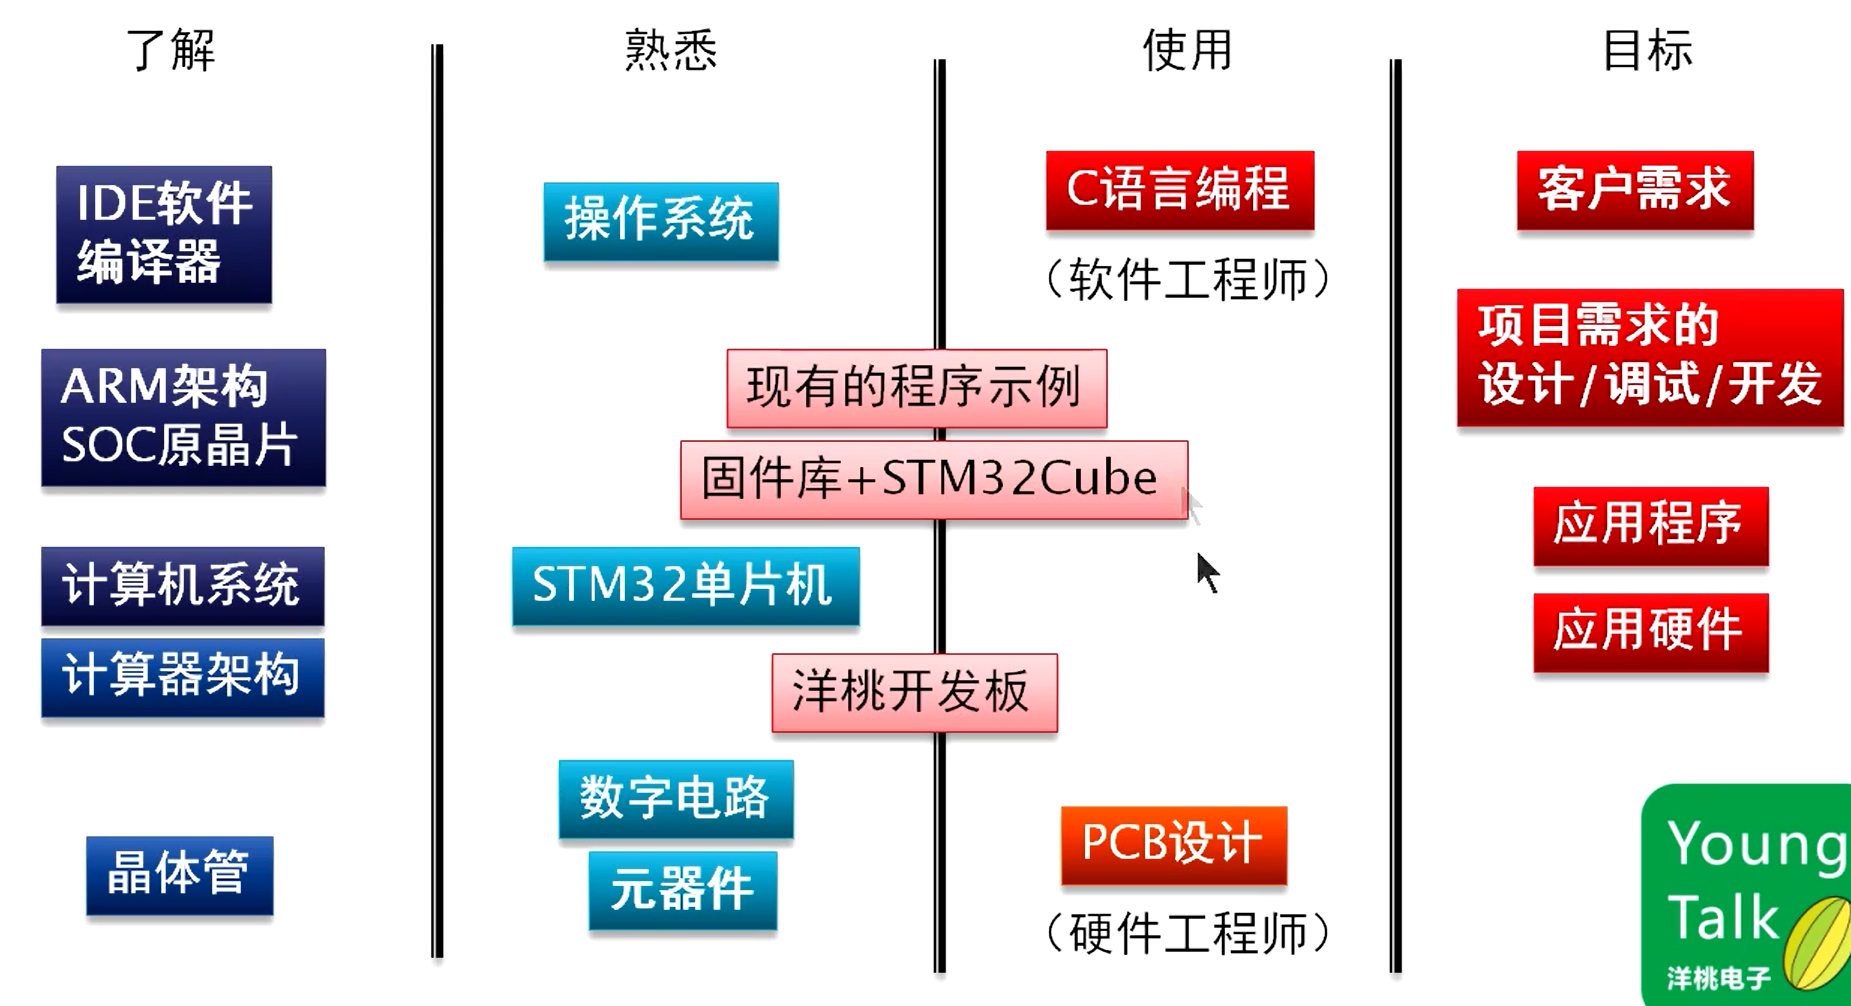 了解
熟悉
使用
目标
IDE软件
编译器
ARM架构
SOC原晶片
计算机系统
计算器架构
晶体管
操作系统
现有的程序示例
固件库+STM32Cube
STM32单片机
洋桃开发板
数字电路
元器件
C语言编程
（软件工程师）
PCB设计
（硬件工程师）
客户需求
项目需求的
设计/调试/开发
应用程序
应用硬件
Young
Talk
洋桃电子